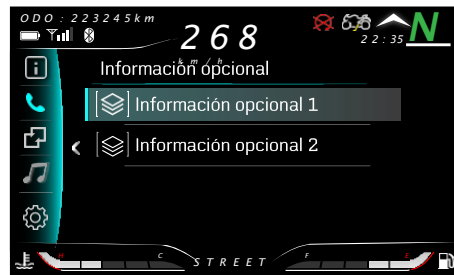 ODO: 223245km
268
22:35
N
km/h
Información opcional
Información opcional 1
Información opcional 2
H C STREET F E